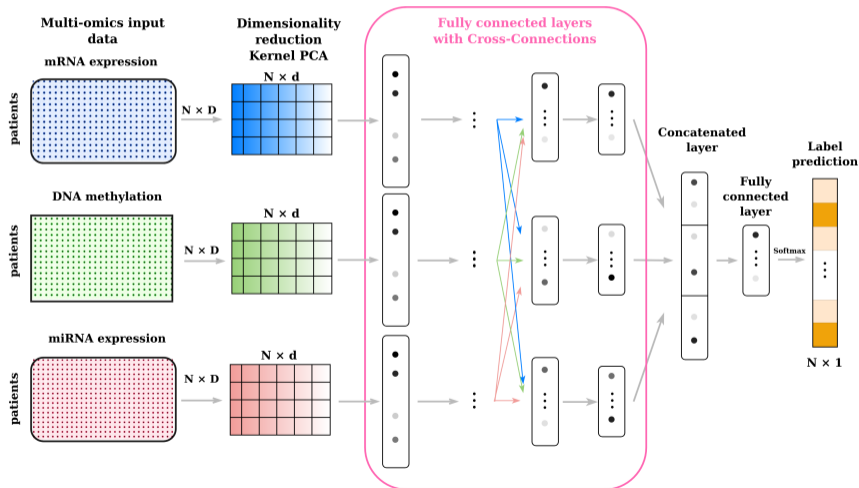 Multi-omics input
data
mRNA expression
patients
N × D
Dimensionality
reduction
Kernel PCA
N × d
Fully connected layers
with Cross-Connections
DNA methylation
patients
N × D
N × d
miRNA expression
patients
N × D
N × d
Concatenated
layer
Fully
connected
layer
Softmax
Label
prediction
N × 1